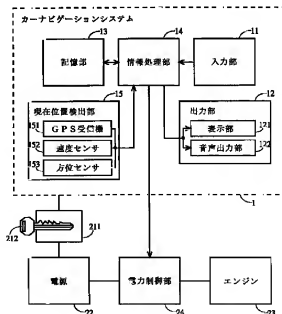 カーナビゲーションシステム
13
14
11
記憶部
情報処理部
入力部
現在位置検出部
15
出力部
12
151
GPS受信機
表示部
121
152
速度センサ
音声出力部
122
153
方位センサ
15
1
211
212
電源
電力制御部
エンジン
22
24
23